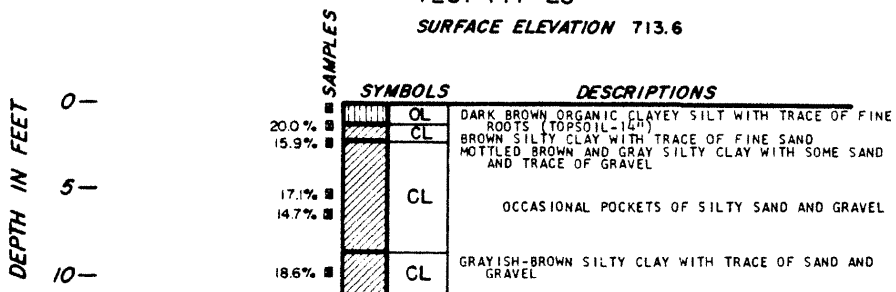 SURFACE ELEVATION 713.6
SAMPLES
SYMBOLS
DESCRIPTIONS
DEPTH IN FEET
0
OL
DARK BROWN ORGANIC CLAYEY SILT WITH TRACE OF FINE
ROOTS (TOPSOIL-14")
20.0%
CL
BROWN SILTY CLAY WITH TRACE OF FINE SAND
15.9%
MOTTLED BROWN AND GRAY SILTY CLAY WITH SOME SAND
AND TRACE OF GRAVEL
5
17.1%
CL
14.7%
OCCASIONAL POCKETS OF SILTY SAND AND GRAVEL
10
18.6%
CL
GRAYISH-BROWN SILTY CLAY WITH TRACE OF SAND AND
GRAVEL